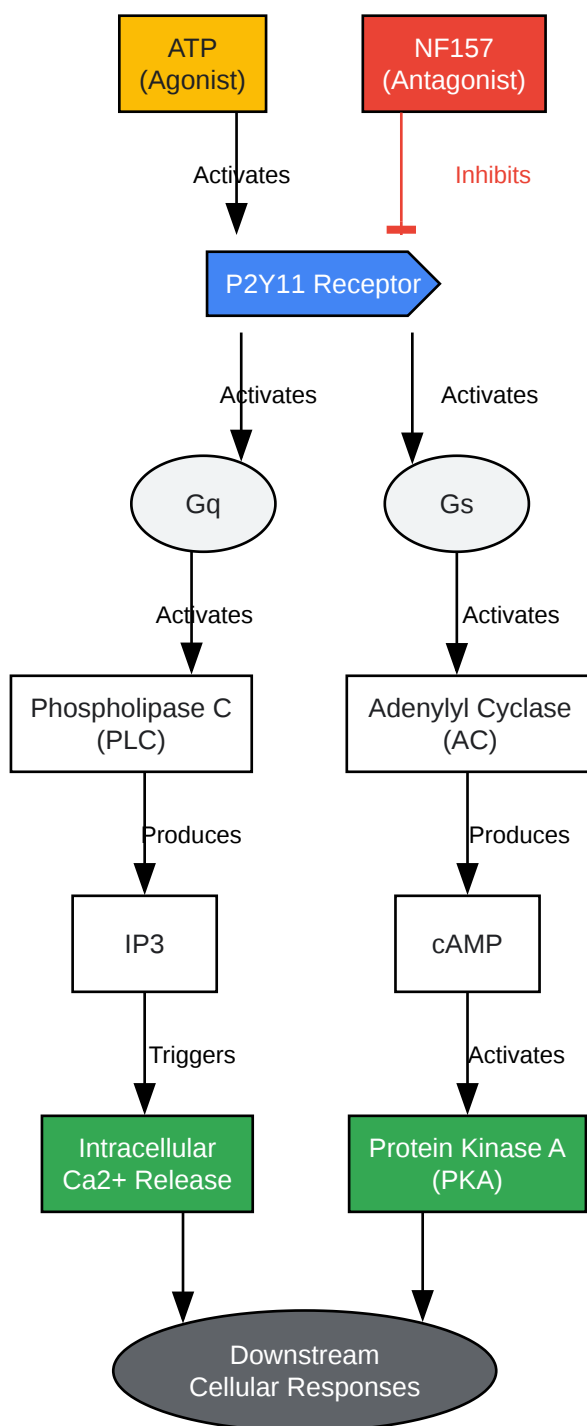 ATP
(Agonist)
NF157
(Antagonist)
Activates
Inhibits
P2Y11 Receptor
Activates
Activates
Gq
Gs
Activates
Activates
Phospholipase C
(PLC)
Adenylyl Cyclase
(AC)
Produces
Produces
IP3
cAMP
Triggers
Activates
Intracellular
Ca2+ Release
Protein Kinase A
(PKA)
Downstream
Cellular Responses